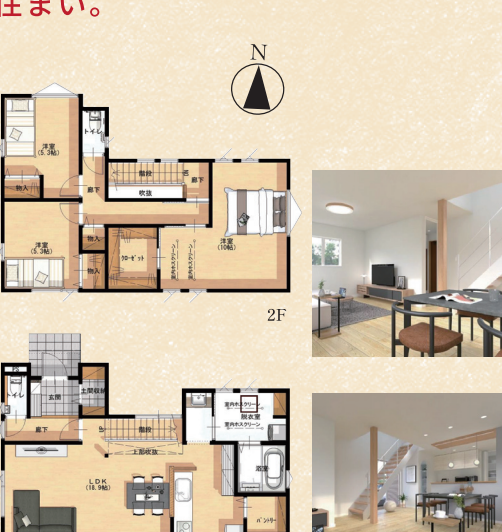 住まい。
N
トイレ
洋室
(5.3帖)
階段
廊下
物入
廊下
吹抜
洋室
(5.3帖)
物入
物入
クローゼット
室内ホスクリーン
室内ホスクリーン
洋室
(10帖)
2F
トイレ
玄関
土間収納
室内ホスクリーン
脱衣室
室内ホスクリーン
廊下
階段
上部吹抜
浴室
LDK
(18.9帖)
パントリー